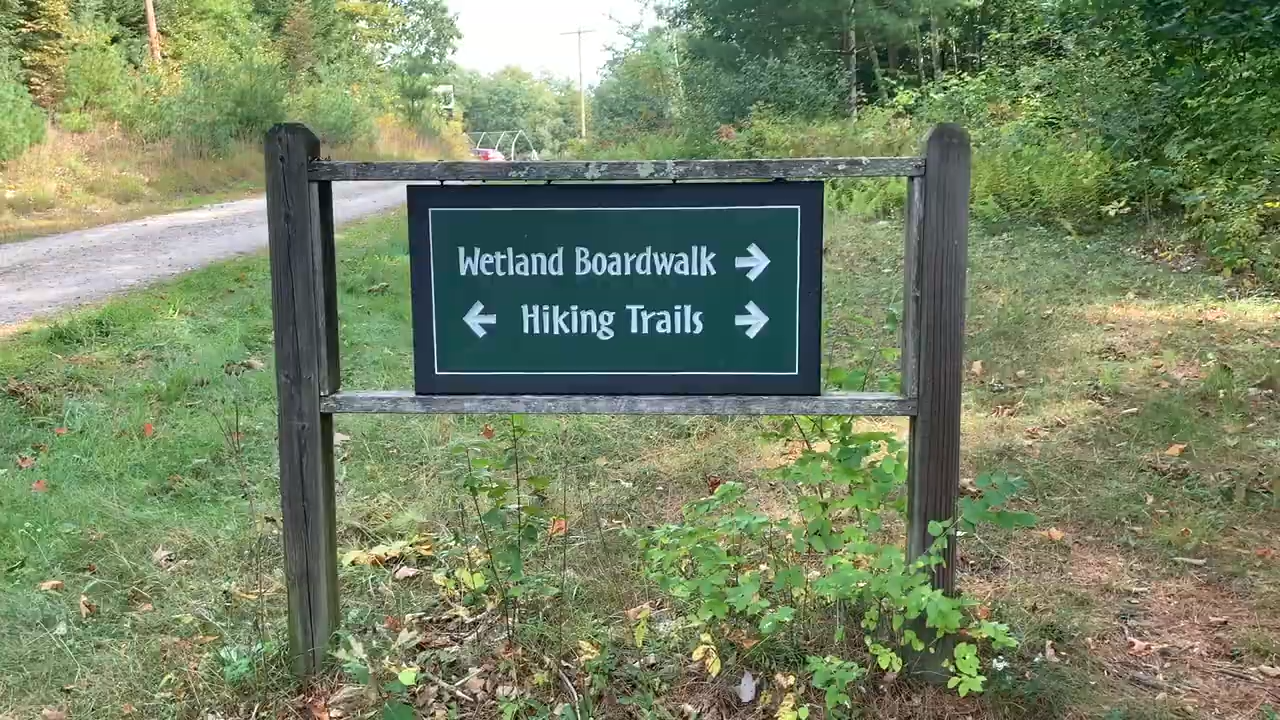 Wetland Boardwalk →
← Hiking Trails →